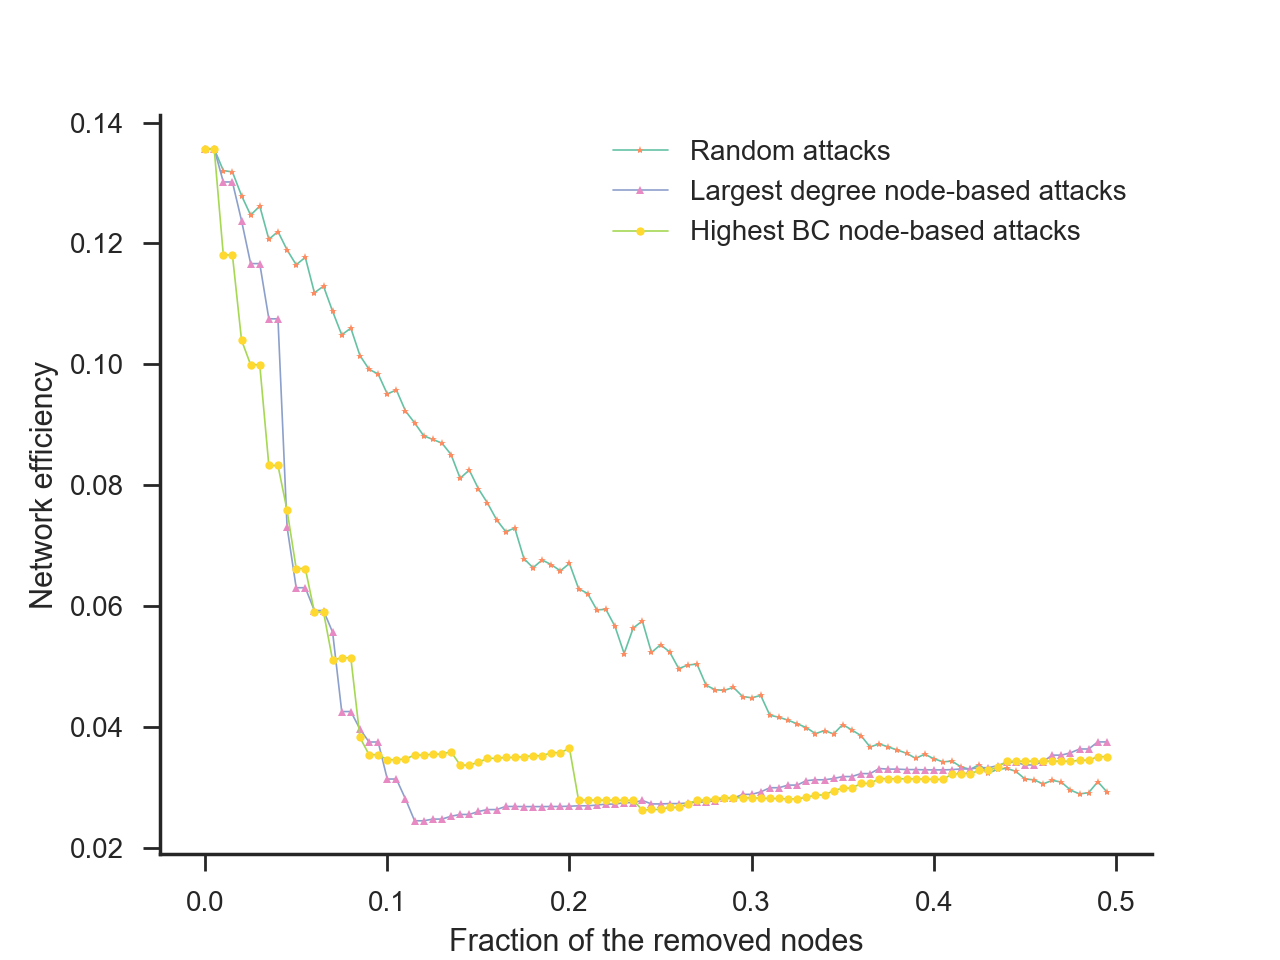 0.14
0.12
0.10
0.08
0.06
0.04
0.02
Network efficiency
Random attacks
Largest degree node-based attacks
Highest BC node-based attacks
0.0 0.1 0.2 0.3 0.4 0.5
Fraction of the removed nodes